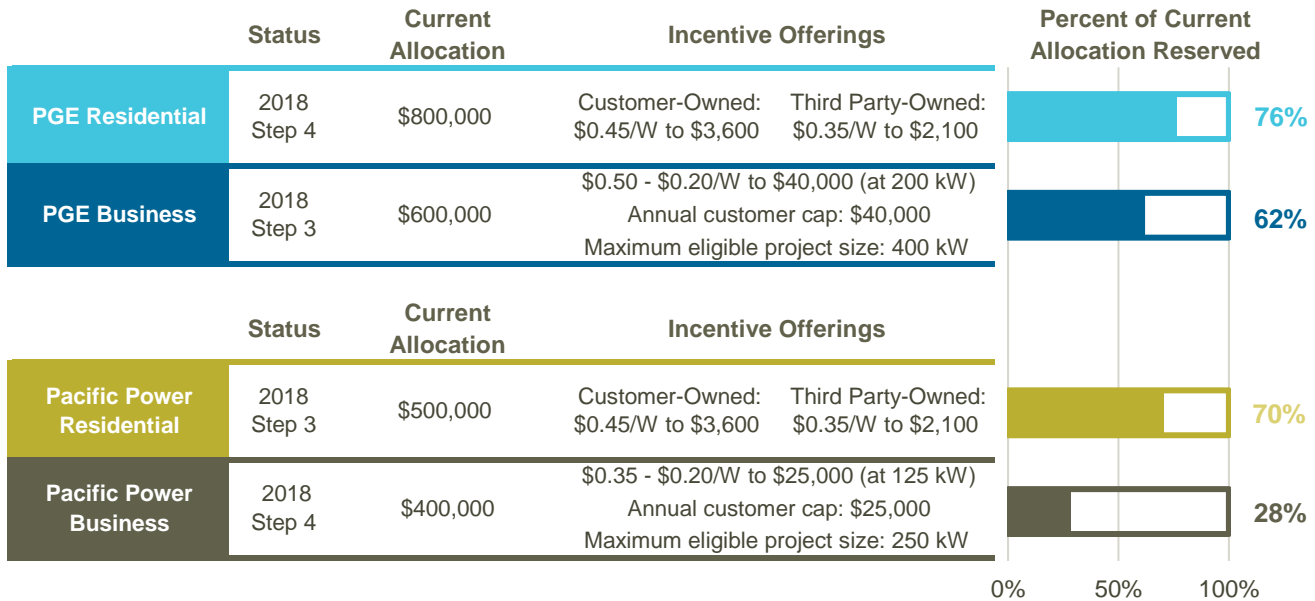 Status
Current
Allocation
Incentive Offerings
Percent of Current
Allocation Reserved
PGE Residential
2018
Step 4
$800,000
Customer-Owned:
$0.45/W to $3,600
Third Party-Owned:
$0.35/W to $2,100
76%
PGE Business
2018
Step 3
$600,000
$0.50 - $0.20/W to $40,000 (at 200 kW)
Annual customer cap: $40,000
Maximum eligible project size: 400 kW
62%
Status
Current
Allocation
Incentive Offerings
Pacific Power
Residential
2018
Step 3
$500,000
Customer-Owned:
$0.45/W to $3,600
Third Party-Owned:
$0.35/W to $2,100
70%
Pacific Power
Business
2018
Step 4
$400,000
$0.35 - $0.20/W to $25,000 (at 125 kW)
Annual customer cap: $25,000
Maximum eligible project size: 250 kW
28%
0%
50%
100%